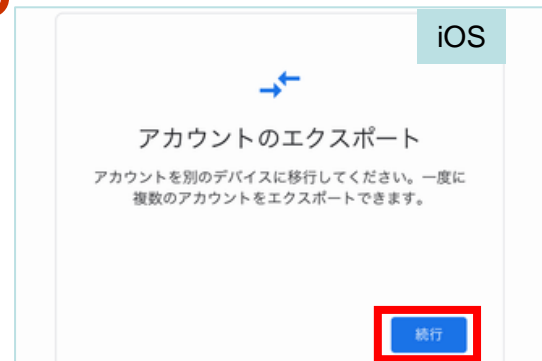 iOS
アカウントのエクスポート
アカウントを別のデバイスに移行してください。一度に
複数のアカウントをエクスポートできます。
続行